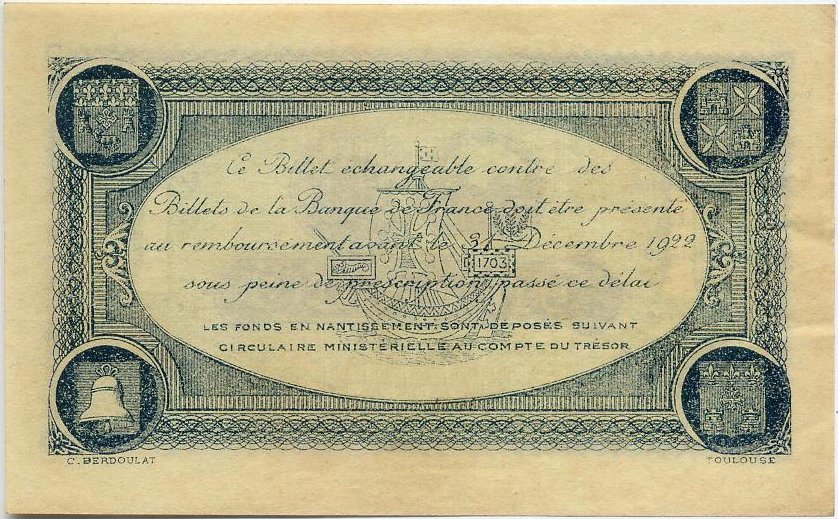 Ce Billet echangeable contre des
Billets de la Banque de France doit être présenté
au remboursement avant le 31 Décembre 1922
1703
sous peine de prescription passé ce délai
LES FONDS EN NANTISSEMENT SONT DEPOSÉS SUIVANT
CIRCULAIRE MINISTÉRIELLE AU COMPTE DU TRÉSOR
C. BERDOULAT
TOULOUSE